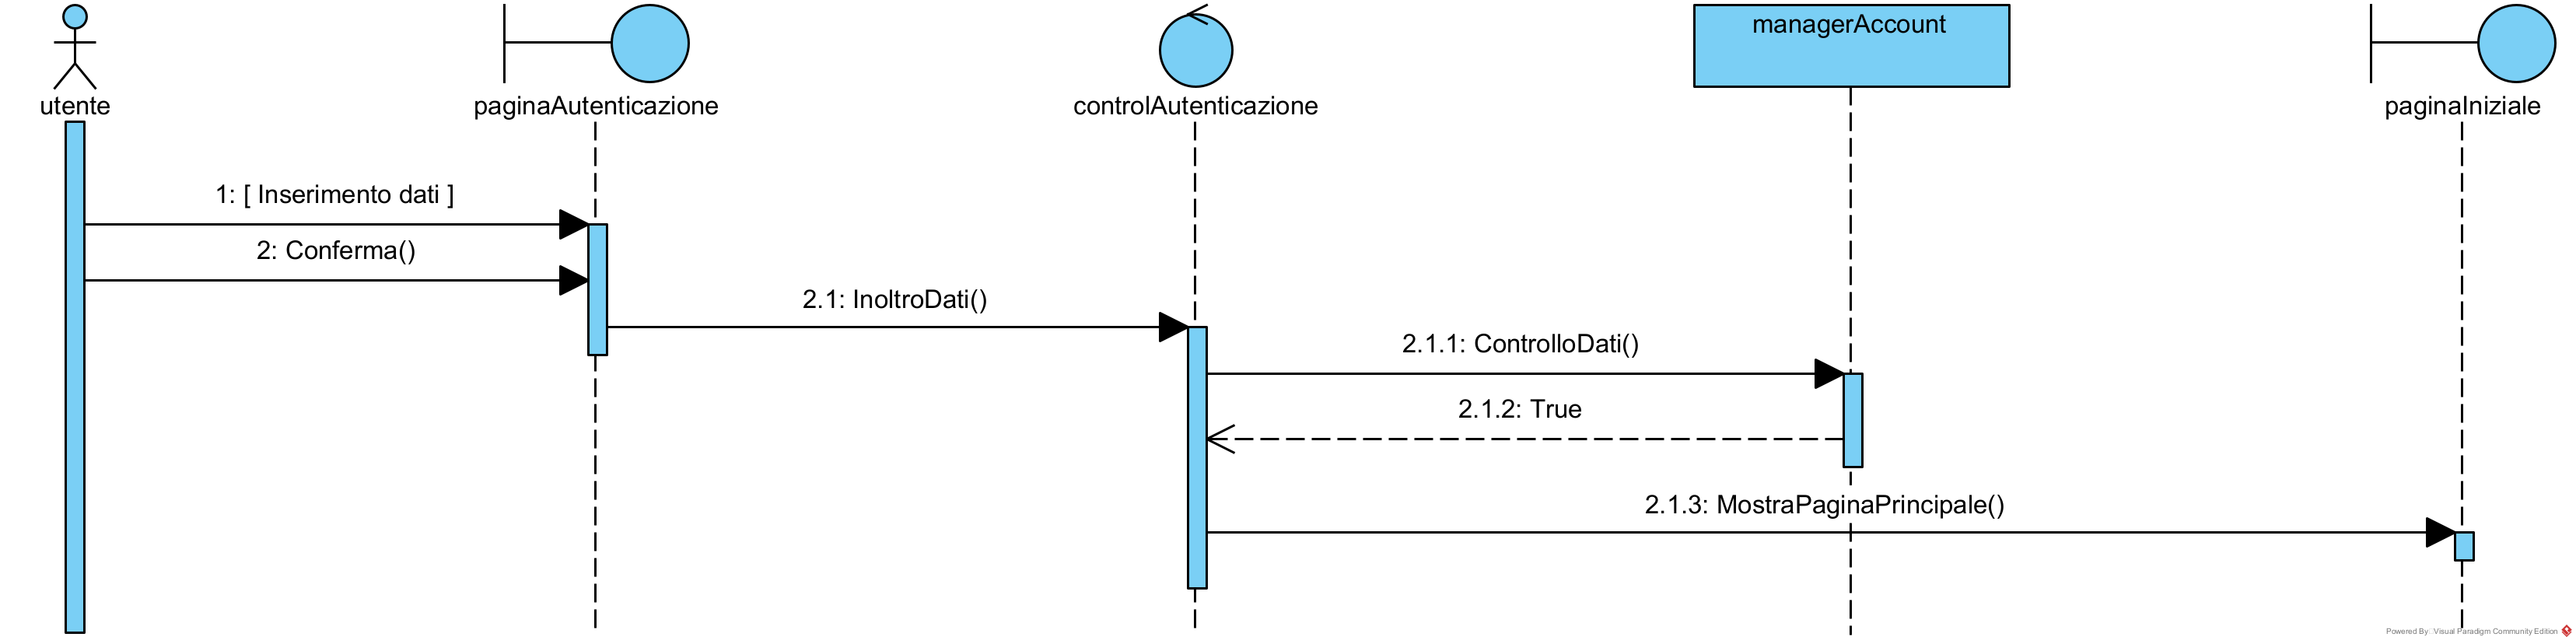 managerAccount
utente
paginaAutenticazione
controlAutenticazione
paginaIniziale
1: [ Inserimento dati ]
2: Conferma()
2.1: InoltroDati()
2.1.1: ControlloDati()
2.1.2: True
2.1.3: MostraPaginaPrincipale()
Powered By Visual Paradigm Community Edition